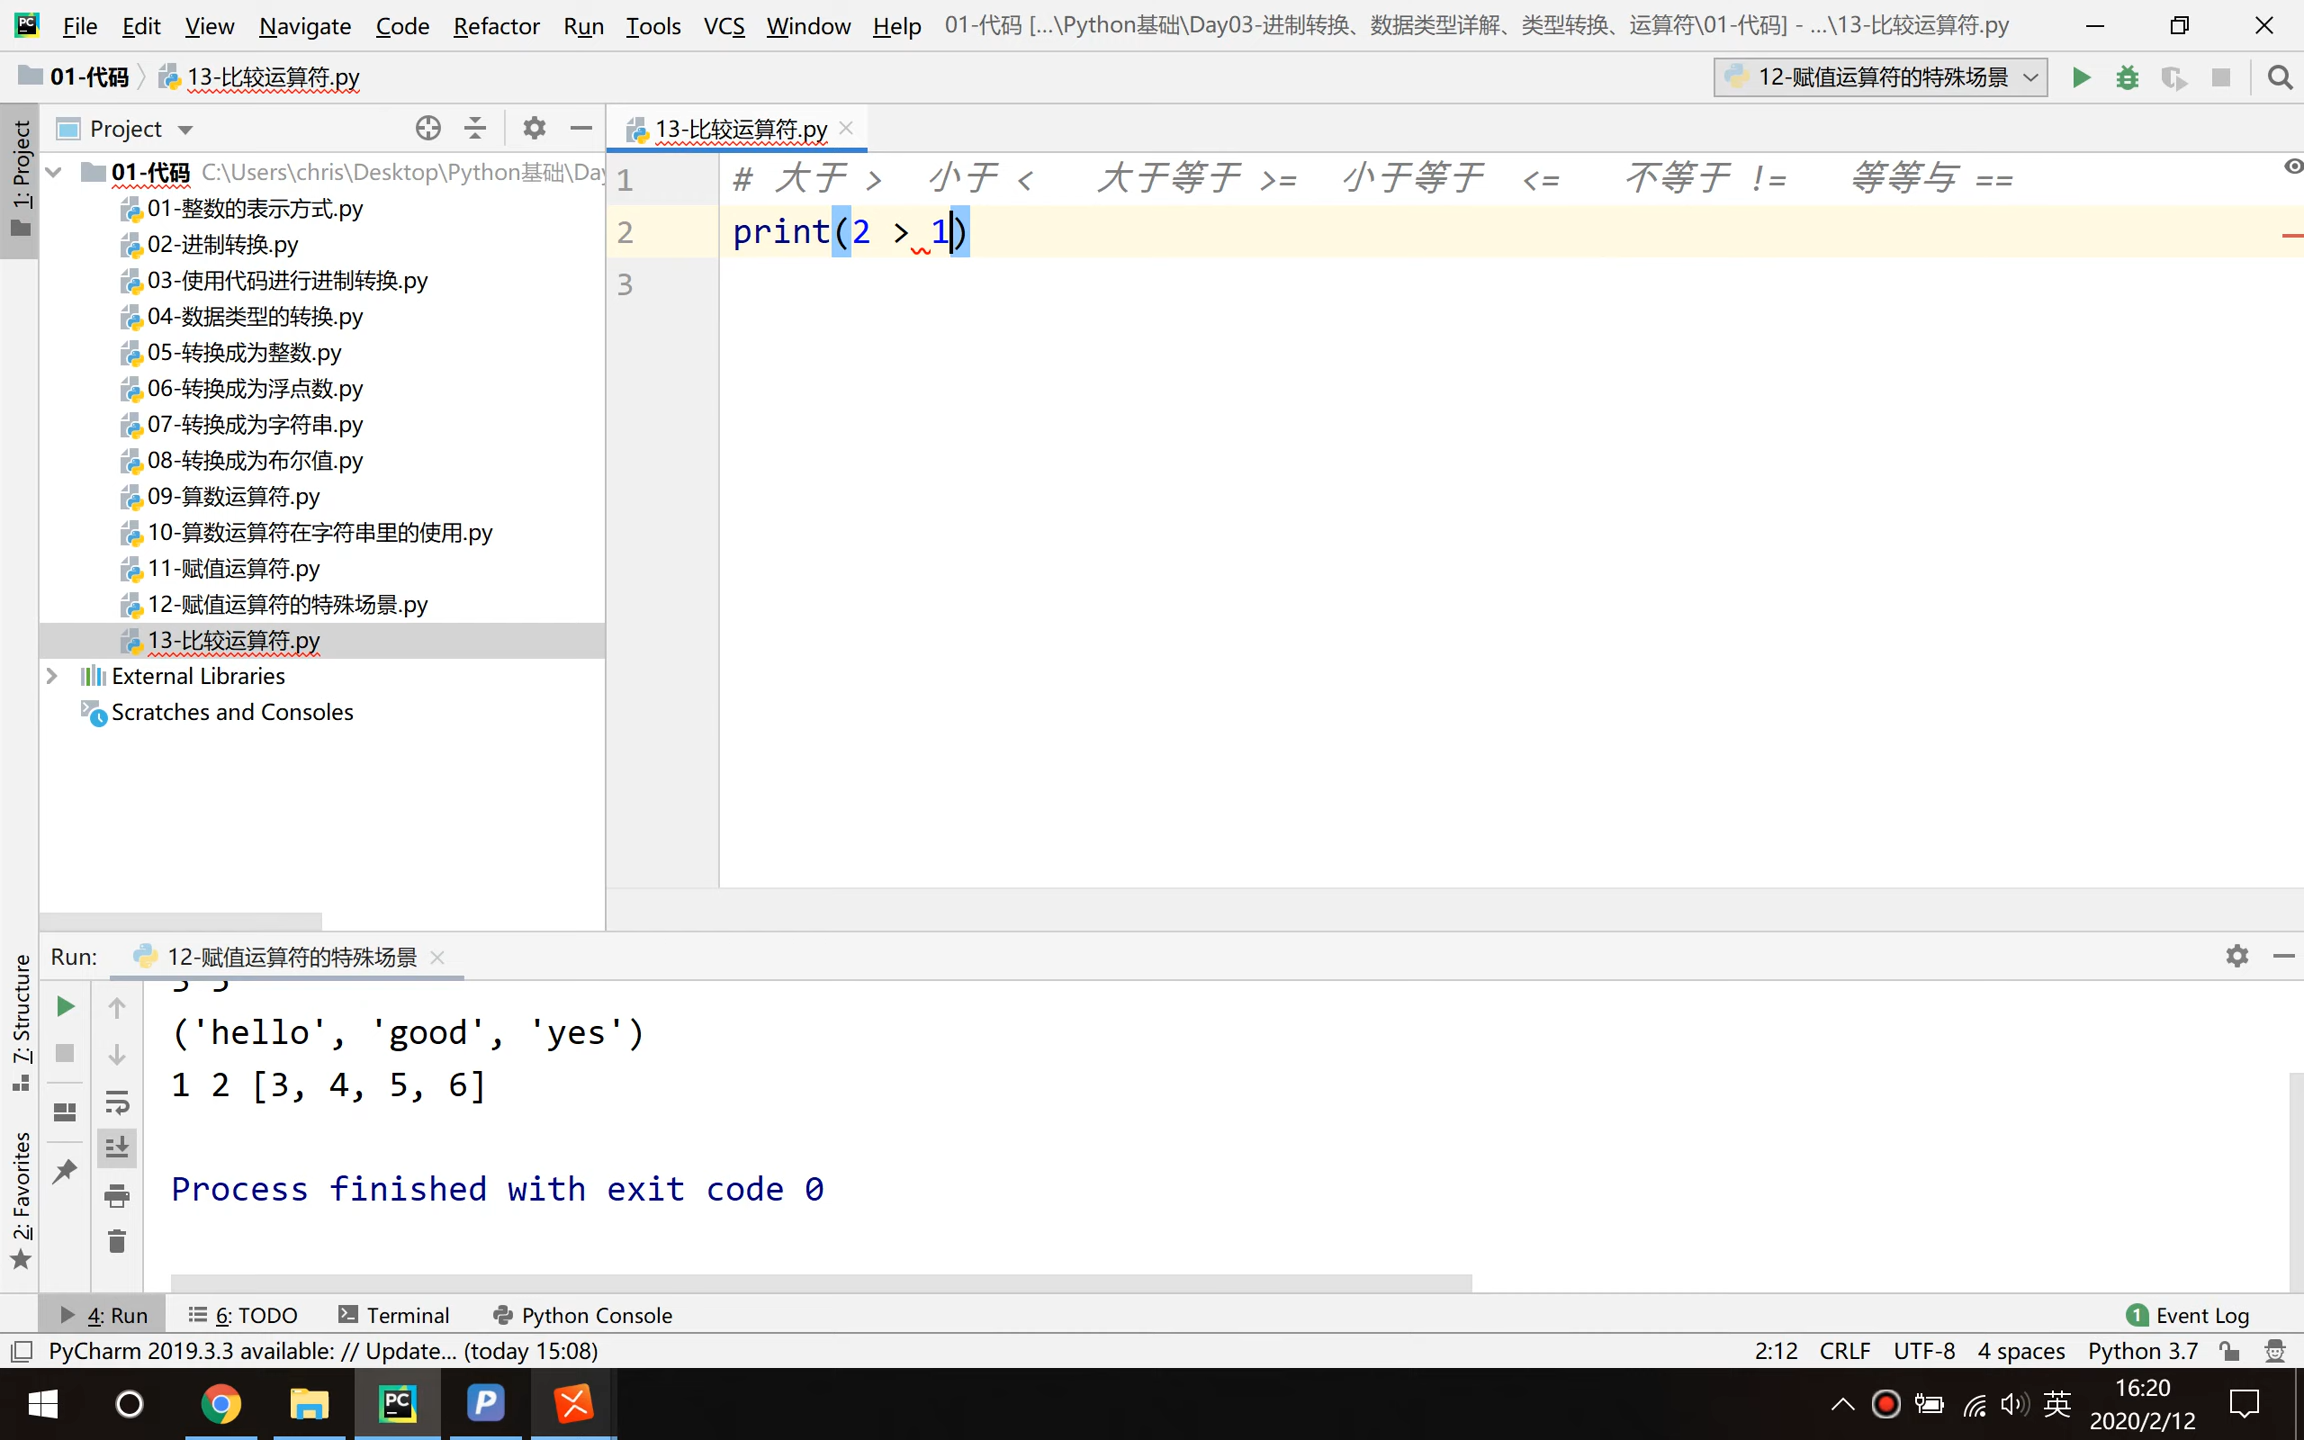 File Edit View Navigate Code Refactor Run Tools VCS Window Help 01-代码 [...\Python基础\Day03-进制转换、数据类型详解、类型转换、运算符\01-代码] - ...\13-比较运算符.py
01-代码 13-比较运算符.py 12-赋值运算符的特殊场景
1: Project
Project
13-比较运算符.py
01-代码 C:\Users\chris\Desktop\Python基础\Da
01-整数的表示方式.py
02-进制转换.py
03-使用代码进行进制转换.py
04-数据类型的转换.py
05-转换成为整数.py
06-转换成为浮点数.py
07-转换成为字符串.py
08-转换成为布尔值.py
09-算数运算符.py
10-算数运算符在字符串里的使用.py
11-赋值运算符.py
12-赋值运算符的特殊场景.py
13-比较运算符.py
External Libraries
Scratches and Consoles
1 # 大于 > 小于 < 大于等于 >= 小于等于 <= 不等于 != 等等与 ==
2 print(2 > 1)
3
7: Structure
2: Favorites
Run: 12-赋值运算符的特殊场景
('hello', 'good', 'yes')
1 2 [3, 4, 5, 6]
Process finished with exit code 0
4: Run 6: TODO Terminal Python Console 1 Event Log
PyCharm 2019.3.3 available: // Update... (today 15:08) 2:12 CRLF UTF-8 4 spaces Python 3.7
英 16:20
2020/2/12